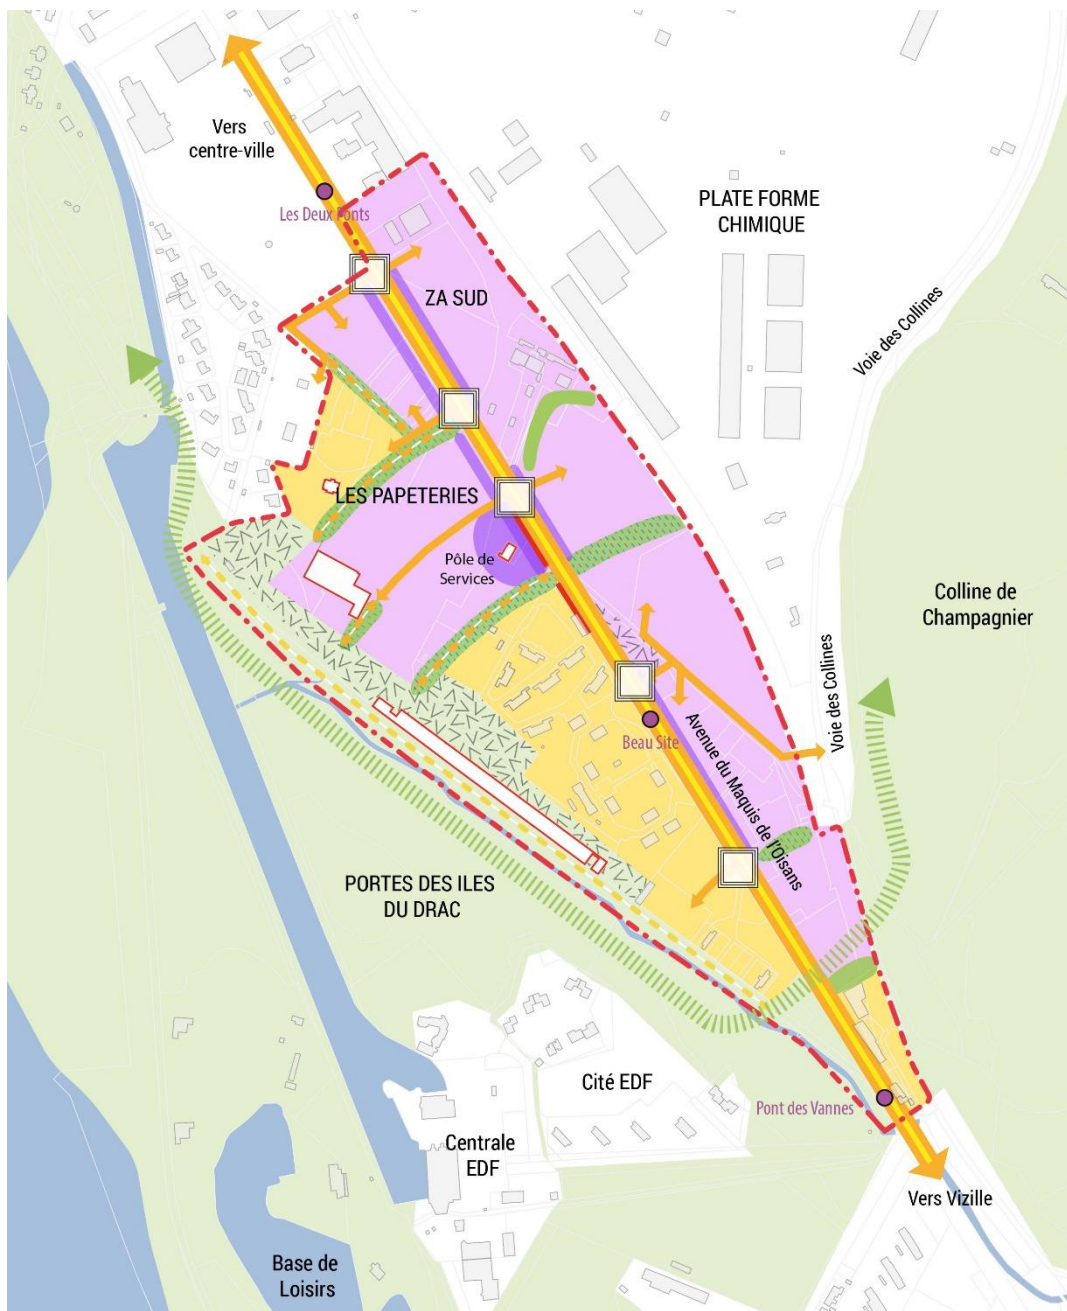 Vers
centre-ville
Les Deux Ponts
PLATE FORME
CHIMIQUE
ZA SUD
Voie des Collines
LES PAPETERIES
Pôle de
Services
Colline de
Champagnier
Voie des Collines
Beau Site
Avenue du Maquis de l'Oisans
PORTES DES ILES
DU DRAC
Cité EDF
Pont des Vannes
Centrale
EDF
Vers Vizille
Base de
Loisirs